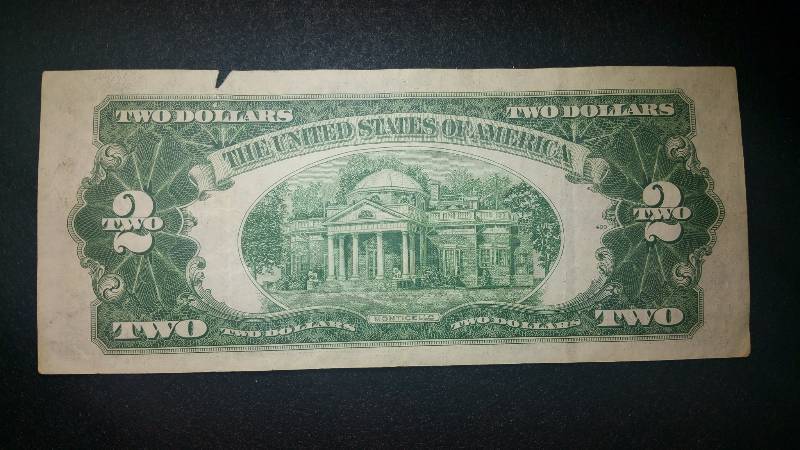 TWO DOLLARS TWO DOLLARS
THE UNITED STATES OF AMERICA
2 2
TWO TWO
MONTICELLO
TWO TWO DOLLARS TWO DOLLARS TWO